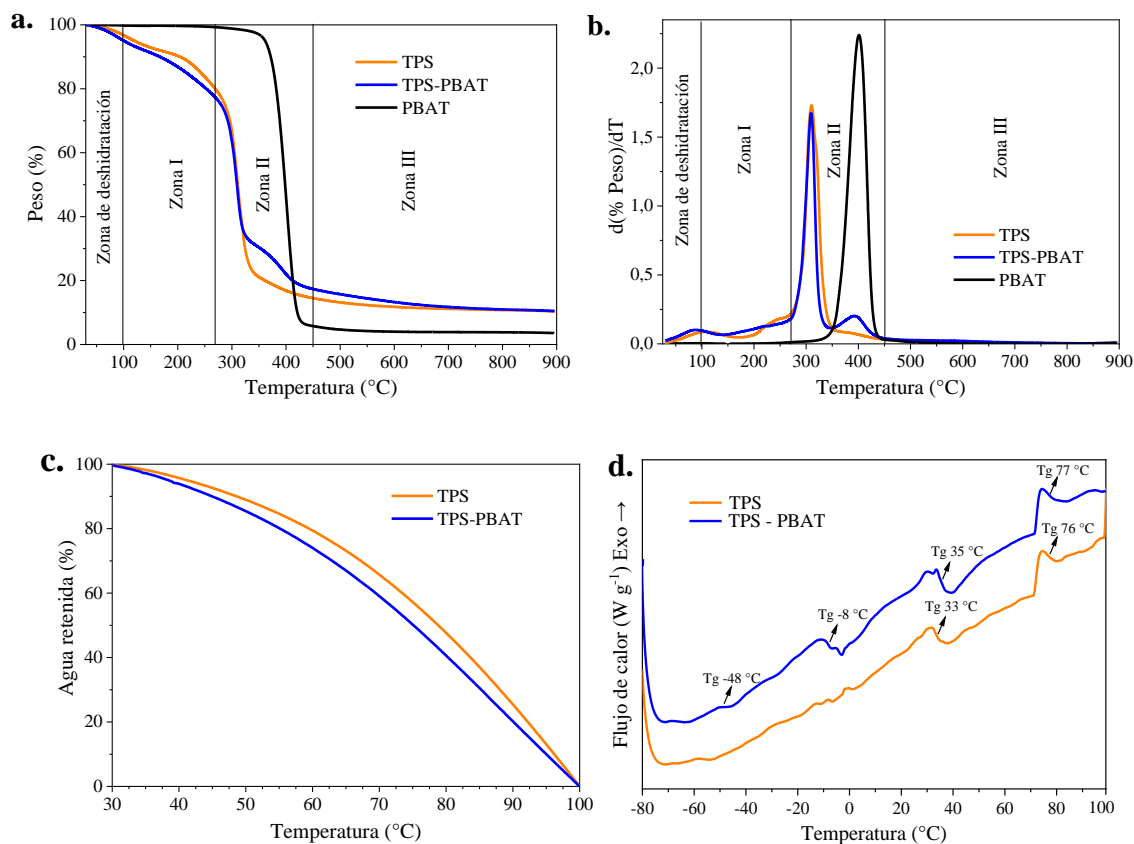 a.
100
80
60
40
20
0
Peso (%)
Zona de deshidratación
Zona I
Zona II
Zona III
TPS
TPS-PBAT
PBAT
100 200 300 400 500 600 700 800 900
Temperatura (°C)
b.
2,0
1,5
1,0
0,5
0,0
d(% Peso)/dT
Zona de deshidratación
Zona I
Zona II
Zona III
TPS
TPS-PBAT
PBAT
100 200 300 400 500 600 700 800 900
Temperatura (°C)
c.
100
80
60
40
20
0
Agua retenida (%)
TPS
TPS-PBAT
30 40 50 60 70 80 90 100
Temperatura (°C)
d.
Flujo de calor (W g⁻¹) Exo →
TPS
TPS - PBAT
Tg 77 °C
Tg 76 °C
Tg 35 °C
Tg 33 °C
Tg -8 °C
Tg -48 °C
-80 -60 -40 -20 0 20 40 60 80 100
Temperatura (°C)